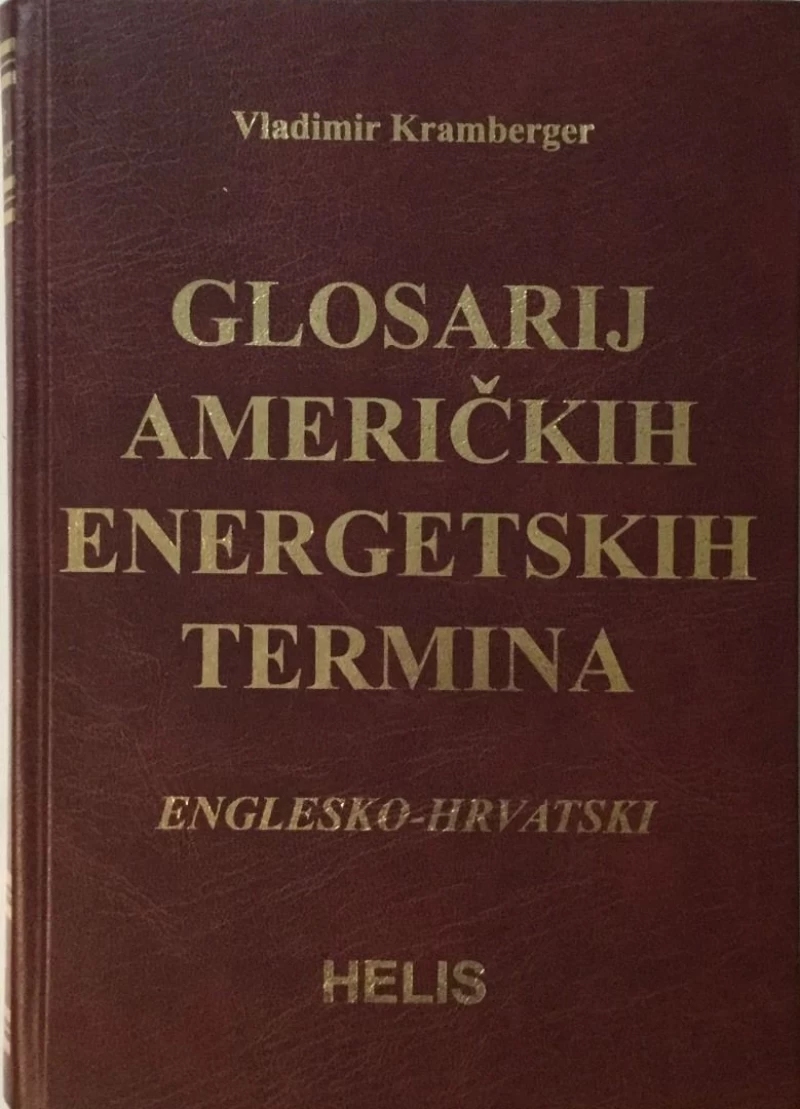 Vladimir Kramberger
GLOSARIJ
AMERIČKIH
ENERGETSKIH
TERMINA
ENGLESKO-HRVATSKI
HELIS